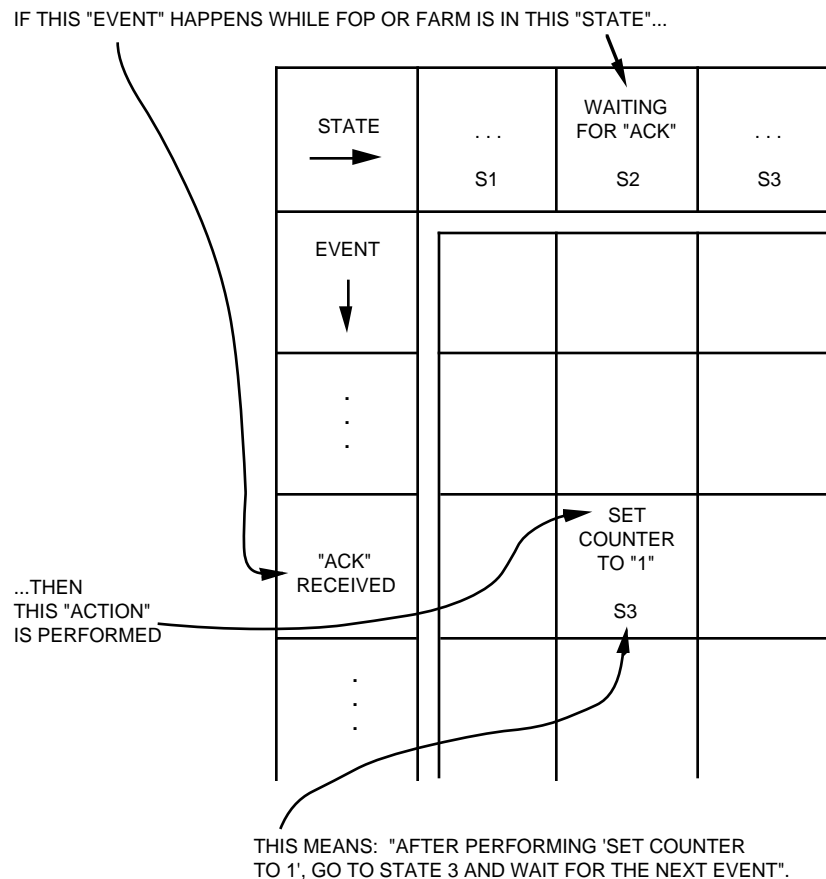 IF THIS "EVENT" HAPPENS WHILE FOP OR FARM IS IN THIS "STATE"...
STATE
. . .
S1
WAITING
FOR "ACK"
S2
. . .
S3
EVENT
.
.
.
"ACK"
RECEIVED
SET
COUNTER
TO "1"
S3
...THEN
THIS "ACTION"
IS PERFORMED
.
.
.
THIS MEANS: "AFTER PERFORMING 'SET COUNTER
TO 1', GO TO STATE 3 AND WAIT FOR THE NEXT EVENT".